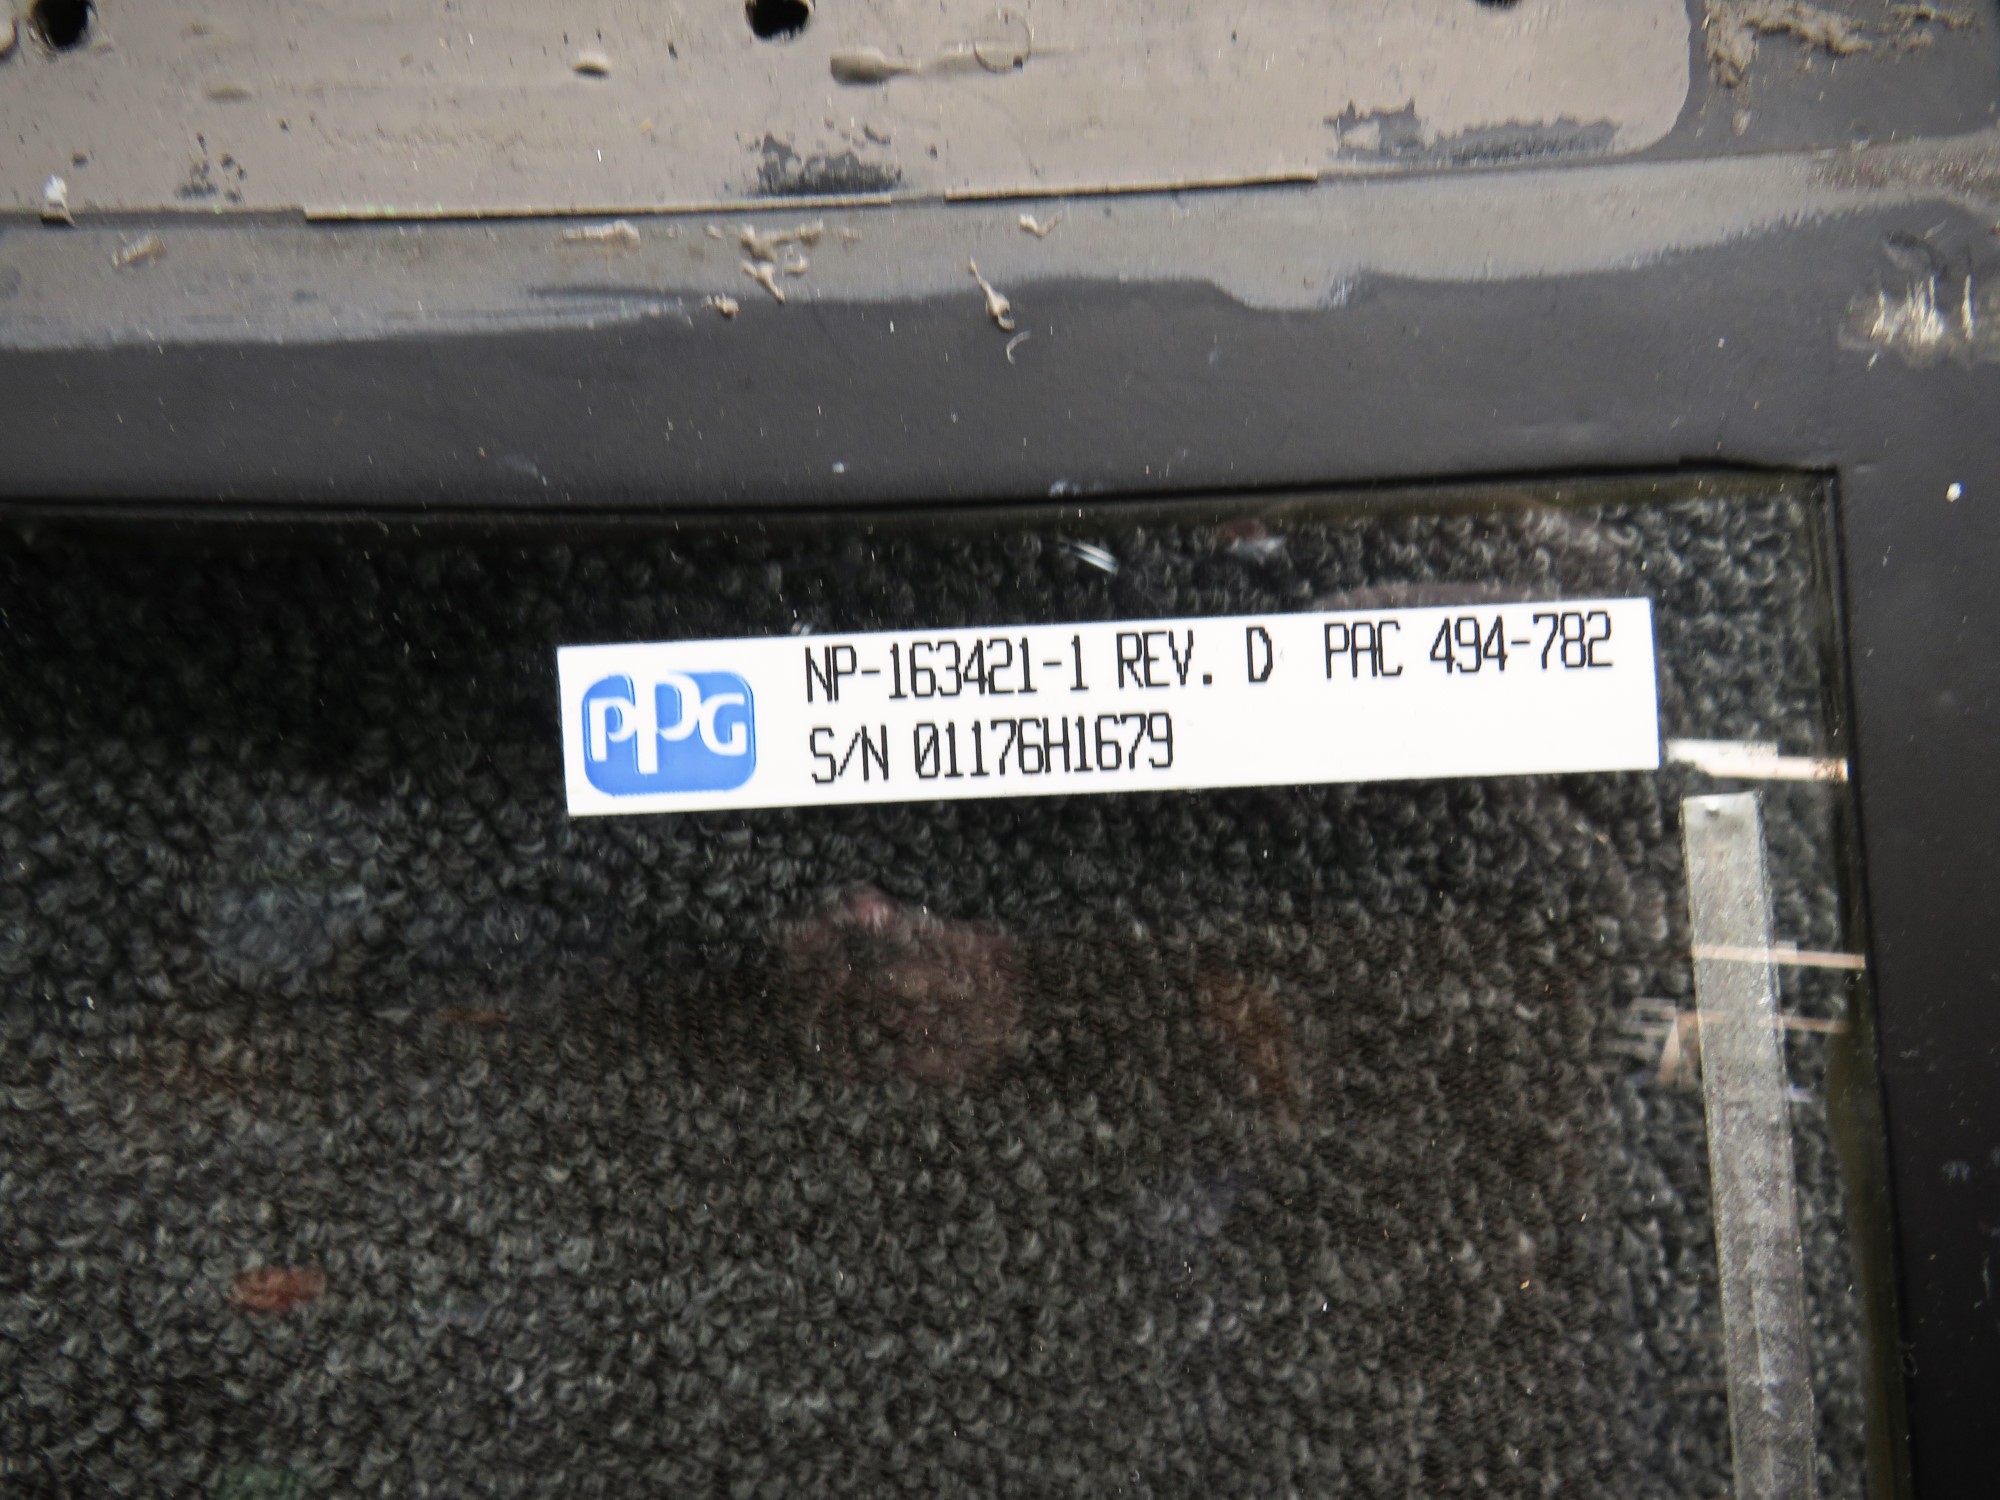 PPG
NP-163421-1 REV. D PAC 494-782
S/N 01176H1679